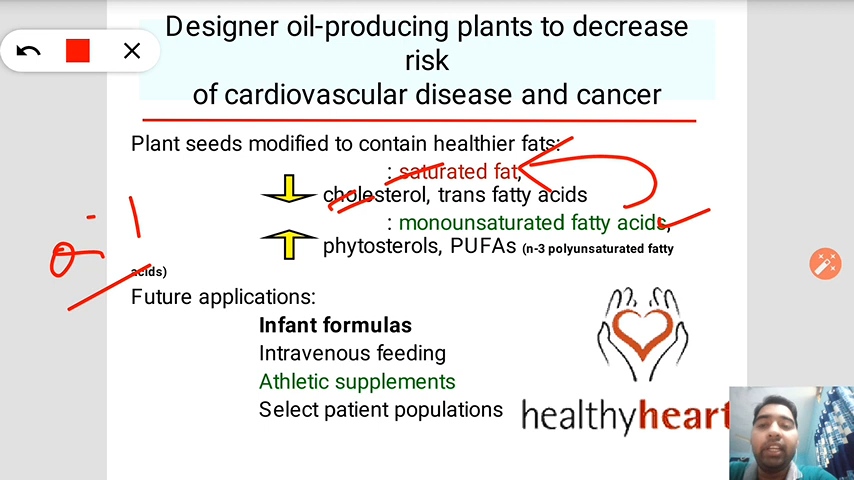 Designer oil-producing plants to decrease
risk
of cardiovascular disease and cancer
Plant seeds modified to contain healthier fats:
: saturated fat,
cholesterol, trans fatty acids
: monounsaturated fatty acids,
phytosterols, PUFAs (n-3 polyunsaturated fatty
acids)
oil
Future applications:
Infant formulas
Intravenous feeding
Athletic supplements
Select patient populations
healthyheart